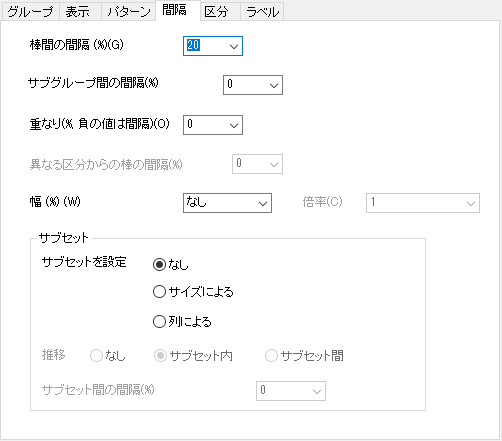 グループ 表示 パターン 間隔 区分 ラベル
棒間の間隔 (%)(G) 20
サブグループ間の間隔(%) 0
重なり(%, 負の値は間隔)(O) 0
異なる区分からの棒の間隔(%) 0
幅 (%) (W) なし 倍率(C) 1
サブセット
サブセットを設定 なし
サイズによる
列による
推移 なし サブセット内 サブセット間
サブセット間の間隔(%) 0